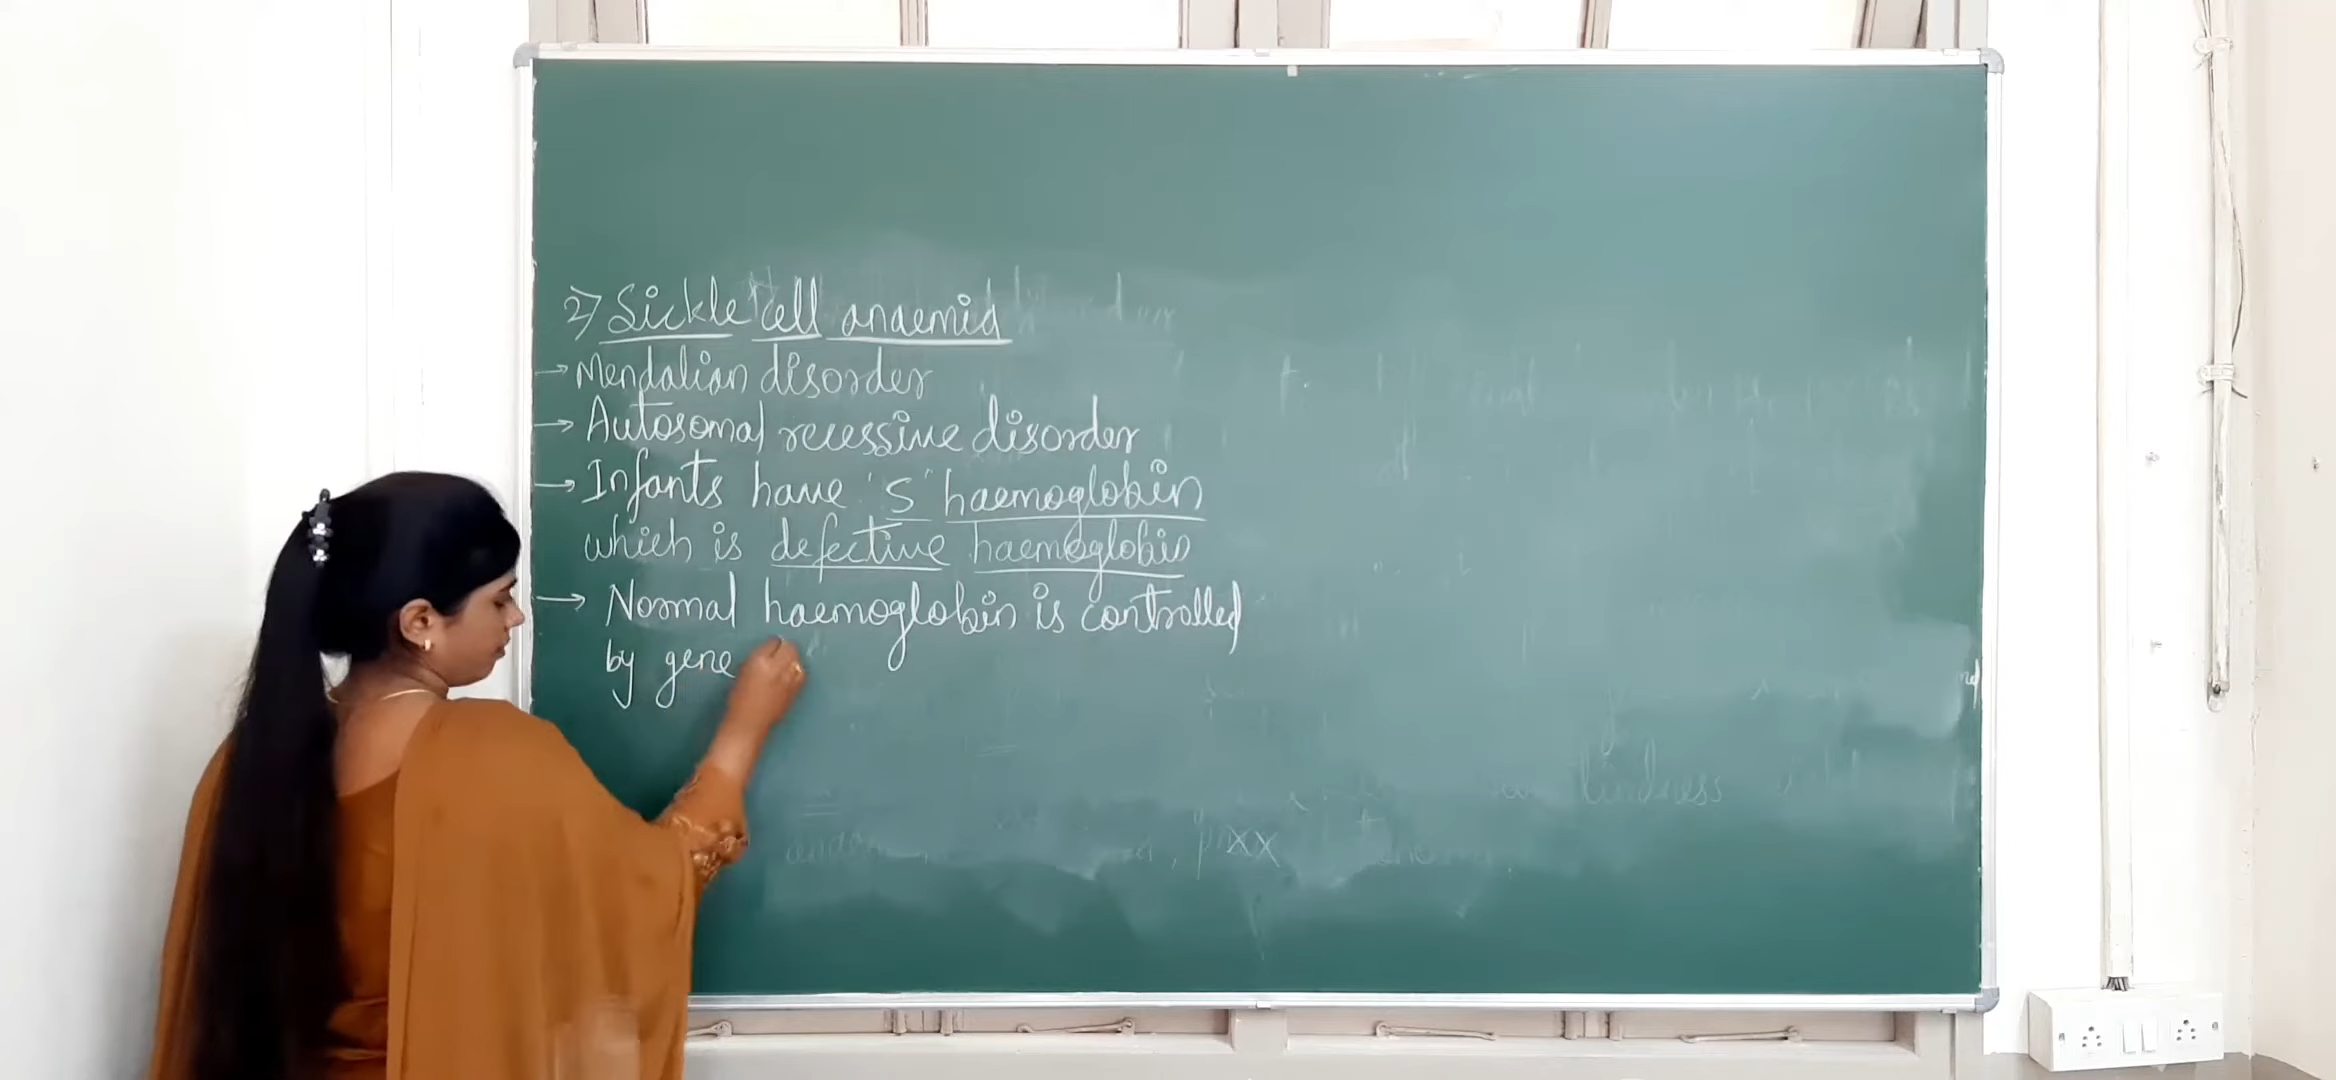 2) Sickle cell anaemia
→ Mendalian disorder
→ Autosomal recessive disorder
→ Infants have "S" haemoglobin
which is defective haemoglobin
→ Normal haemoglobin is controlled
by gene
lindness